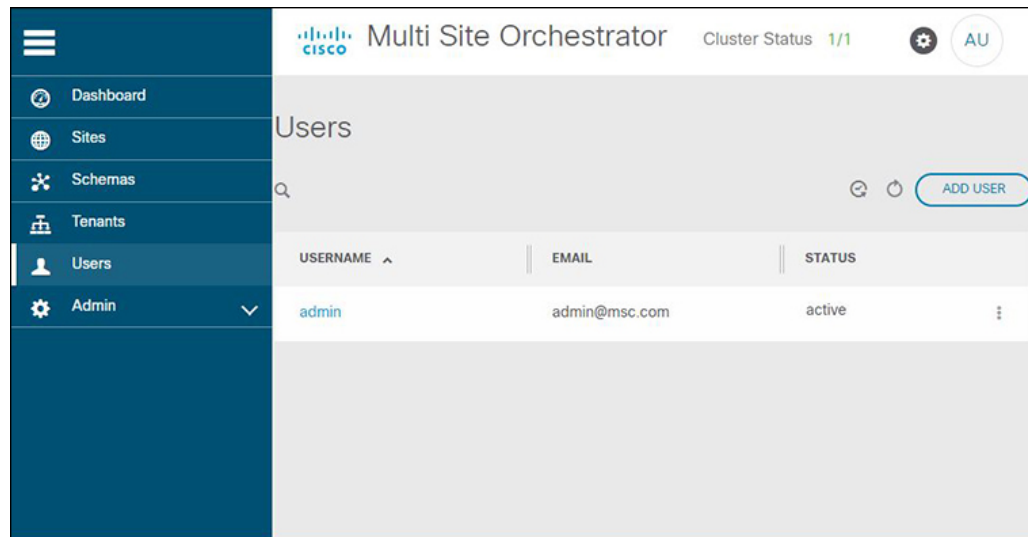 CISCO
Multi Site Orchestrator
Cluster Status 1/1
AU
Dashboard
Sites
Schemas
Tenants
Users
Admin
Users
ADD USER
USERNAME EMAIL STATUS
admin admin@msc.com active